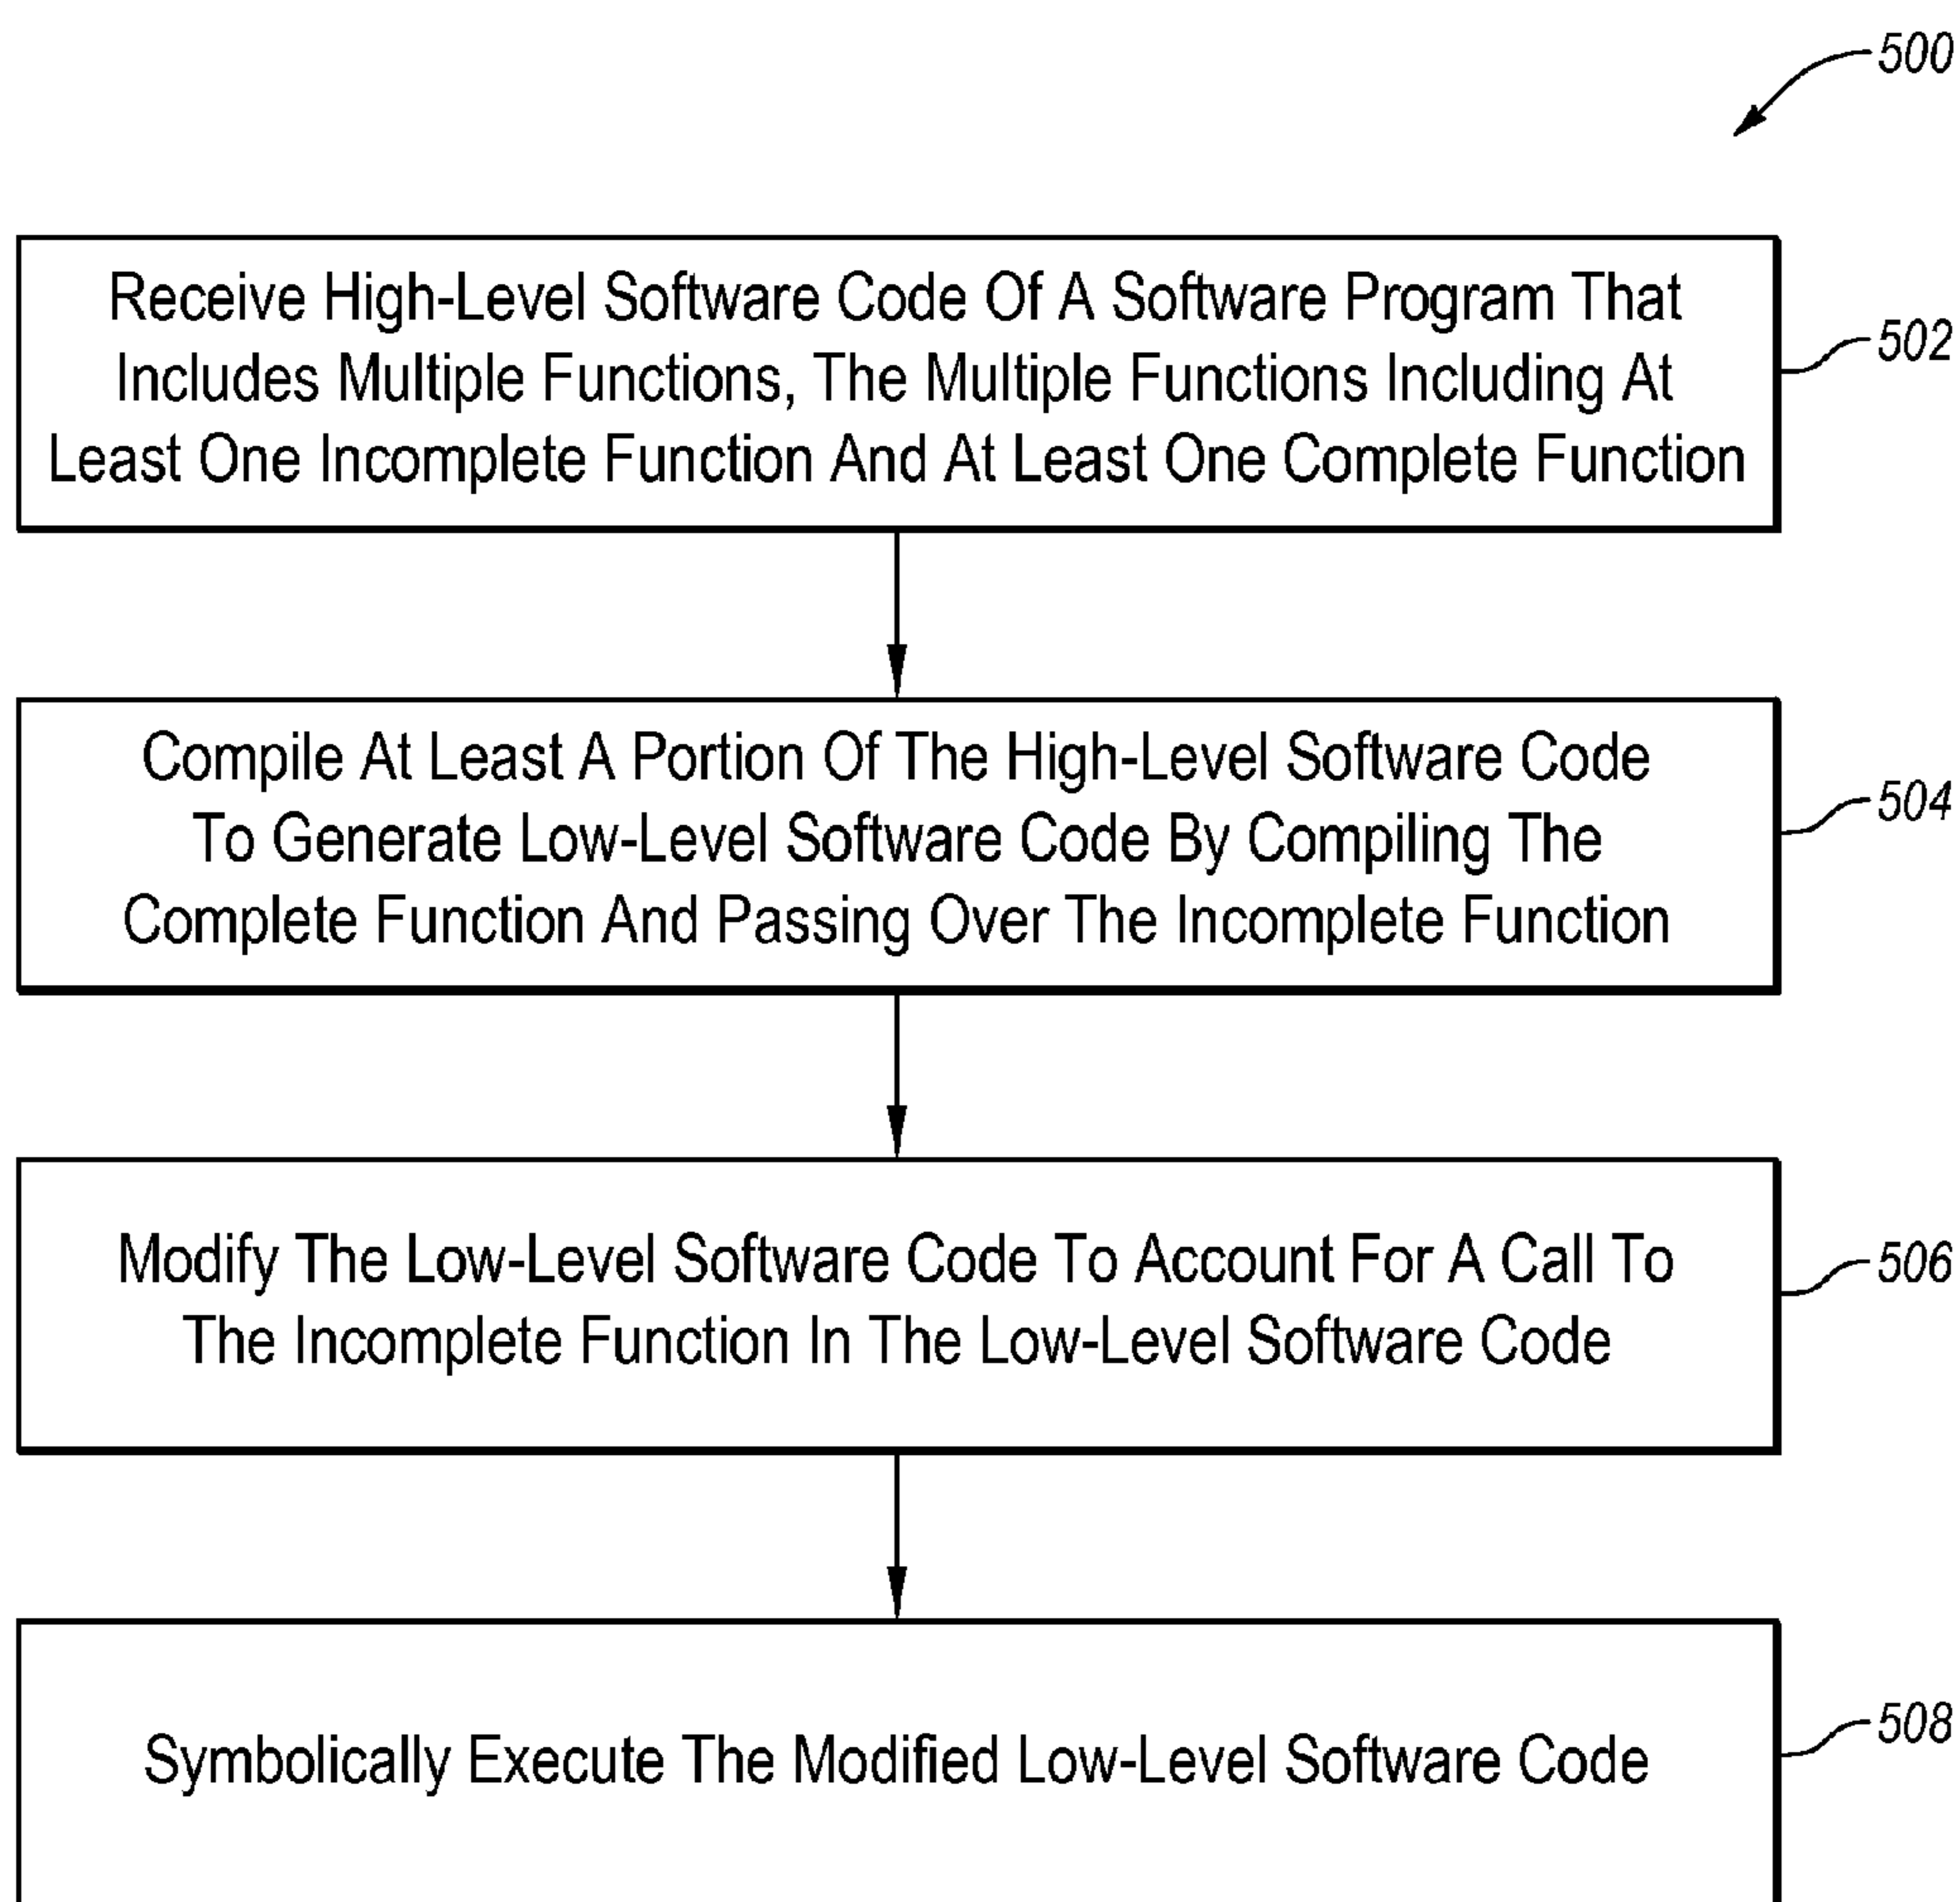 500
Receive High-Level Software Code Of A Software Program That
Includes Multiple Functions, The Multiple Functions Including At
Least One Incomplete Function And At Least One Complete Function
502
Compile At Least A Portion Of The High-Level Software Code
To Generate Low-Level Software Code By Compiling The
Complete Function And Passing Over The Incomplete Function
504
Modify The Low-Level Software Code To Account For A Call To
The Incomplete Function In The Low-Level Software Code
506
Symbolically Execute The Modified Low-Level Software Code
508